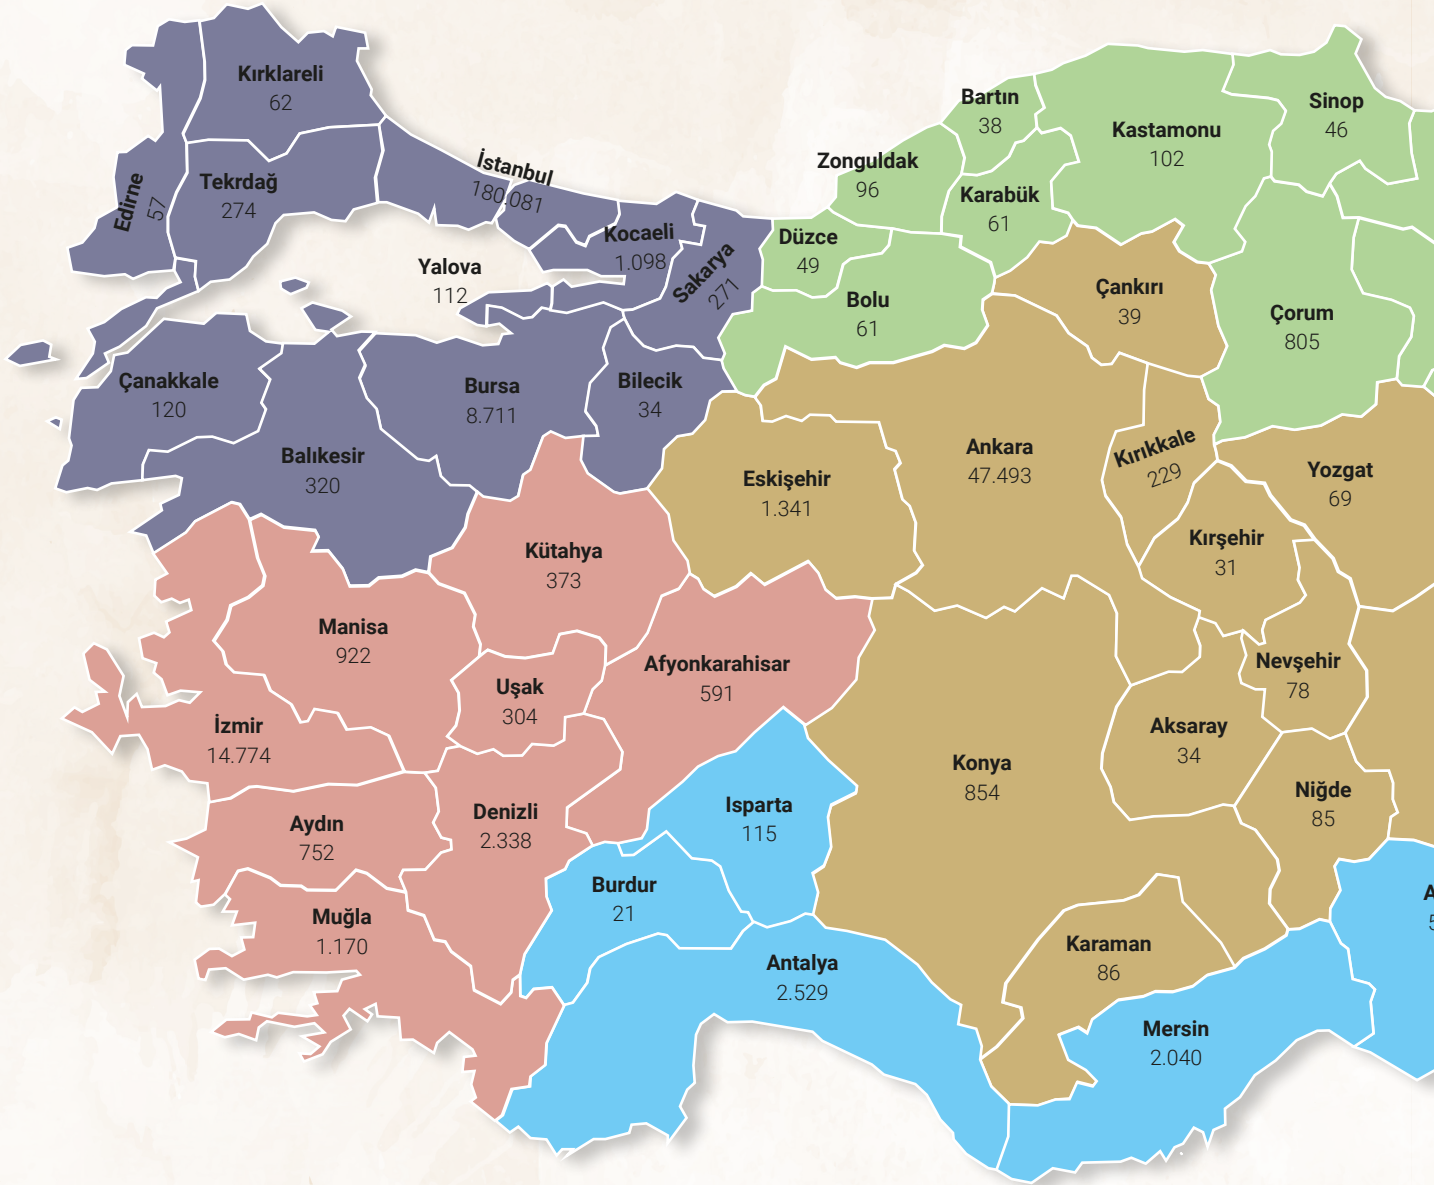 Kırklareli
62
Edirne
57
Tekrdağ
274
İstanbul
180.081
Kocaeli
1.098
Sakarya
271
Yalova
112
Çanakkale
120
Balıkesir
320
Bursa
8.711
Bilecik
34
Bartın
38
Zonguldak
96
Karabük
61
Kastamonu
102
Sinop
46
Düzce
49
Bolu
61
Çankırı
39
Çorum
805
Eskişehir
1.341
Ankara
47.493
Kırıkkale
229
Yozgat
69
Kırşehir
31
Kütahya
373
Manisa
922
Uşak
304
Afyonkarahisar
591
İzmir
14.774
Aydın
752
Denizli
2.338
Muğla
1.170
Isparta
115
Burdur
21
Antalya
2.529
Konya
854
Aksaray
34
Nevşehir
78
Niğde
85
Karaman
86
Mersin
2.040